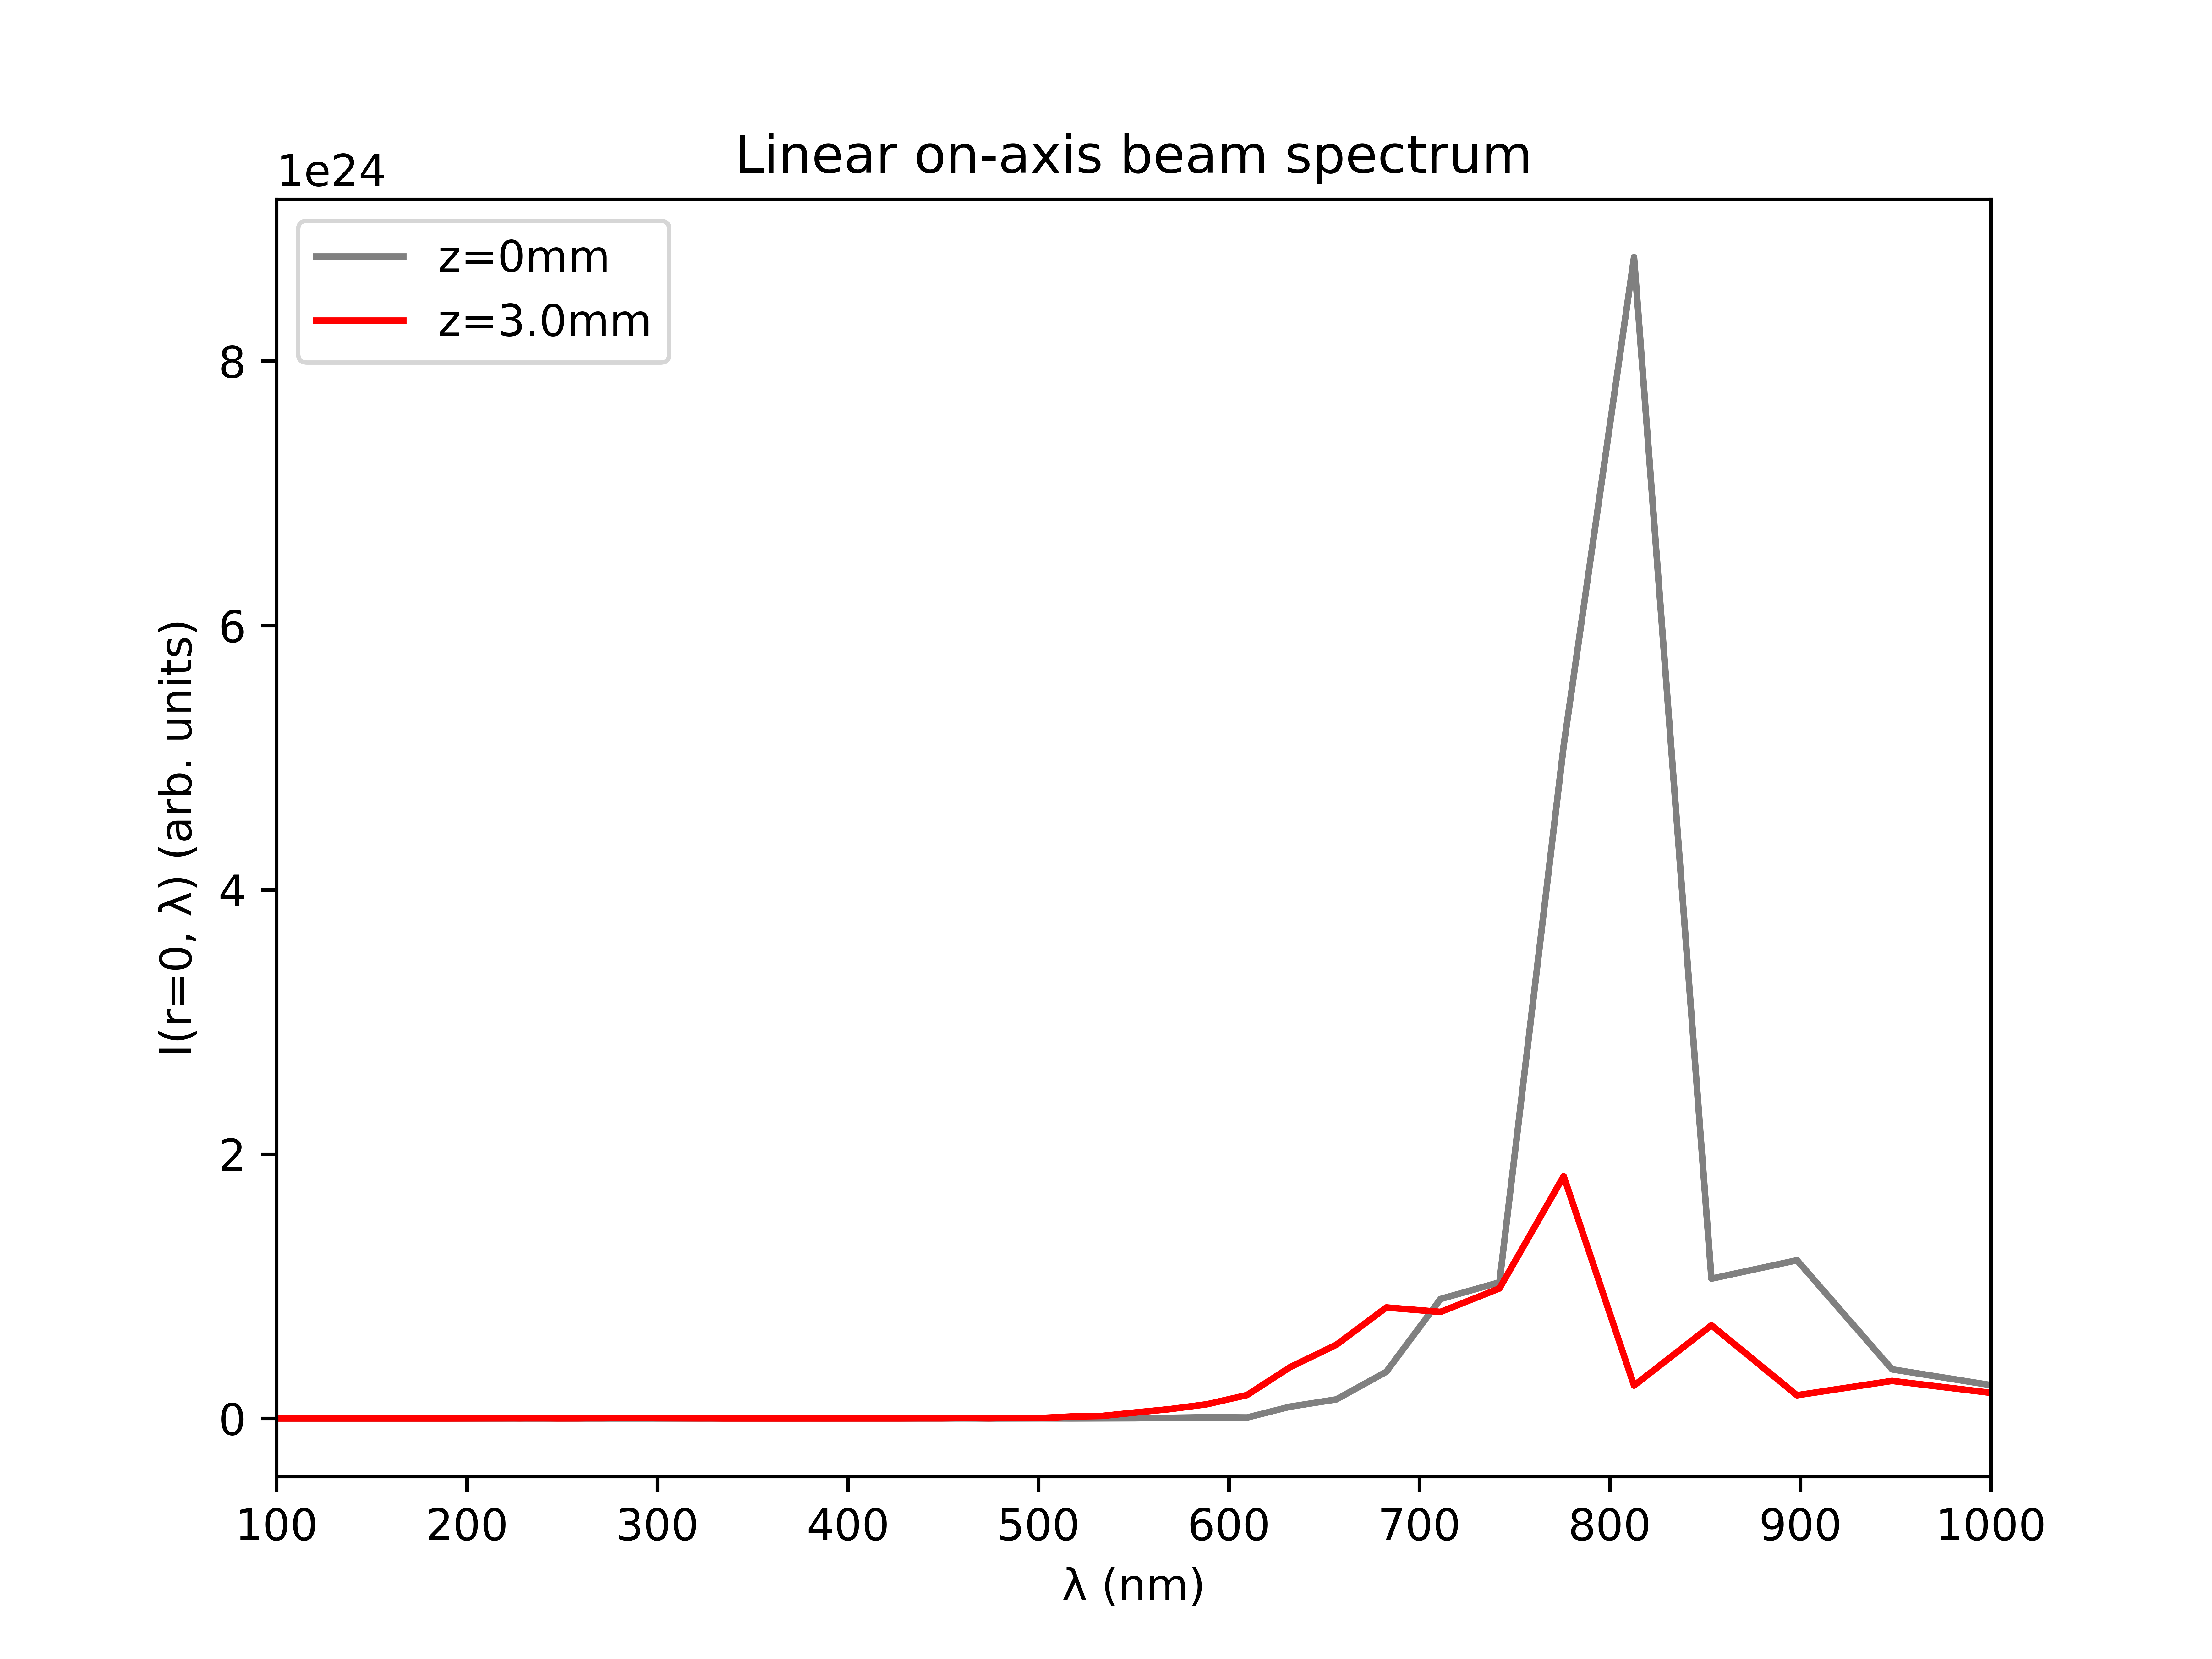 Linear on-axis beam spectrum
1e24
z=0mm
z=3.0mm
8
6
4
2
0
I(r=0, λ) (arb. units)
100 200 300 400 500 600 700 800 900 1000
λ (nm)